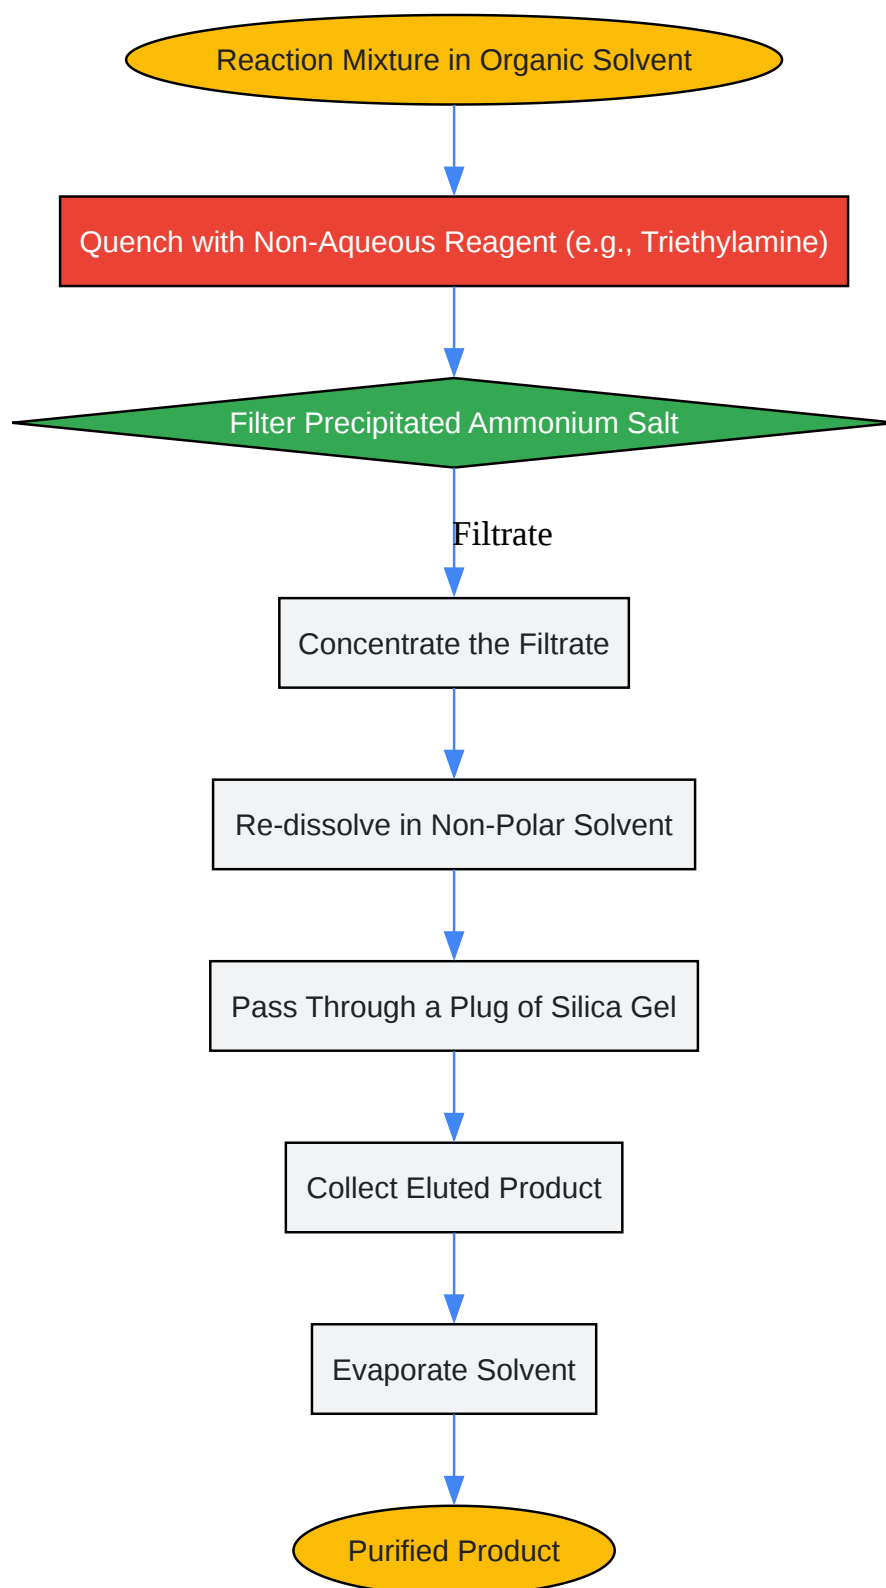 Reaction Mixture in Organic Solvent
Quench with Non-Aqueous Reagent (e.g., Triethylamine)
Filter Precipitated Ammonium Salt
Filtrate
Concentrate the Filtrate
Re-dissolve in Non-Polar Solvent
Pass Through a Plug of Silica Gel
Collect Eluted Product
Evaporate Solvent
Purified Product